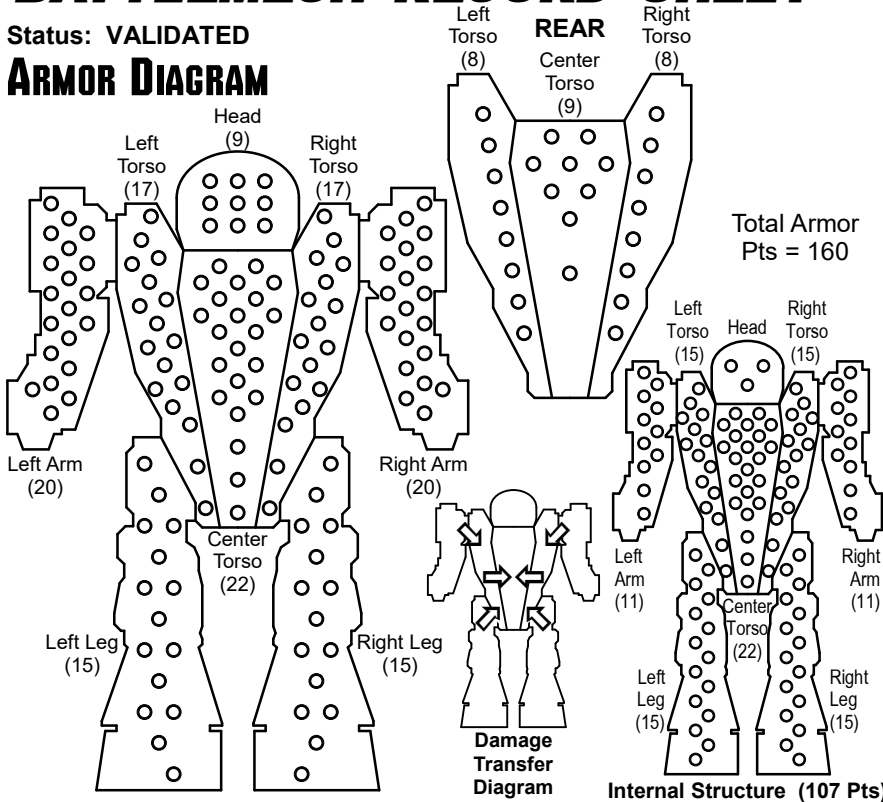 BATTLEMECH RECORD SHEET
Status: VALIDATED
ARMOR DIAGRAM
Head
(9)
Left
Torso
(17)
Right
Torso
(17)
Left Arm
(20)
Right Arm
(20)
Center
Torso
(22)
Left Leg
(15)
Right Leg
(15)
REAR
Left
Torso
(8)
Right
Torso
(8)
Center
Torso
(9)
Total Armor
Pts = 160
Damage
Transfer
Diagram
Left
Torso
(15)
Head
Right
Torso
(15)
Left
Arm
(11)
Right
Arm
(11)
Center
Torso
(22)
Left
Leg
(15)
Right
Leg
(15)
Internal Structure (107 Pts)